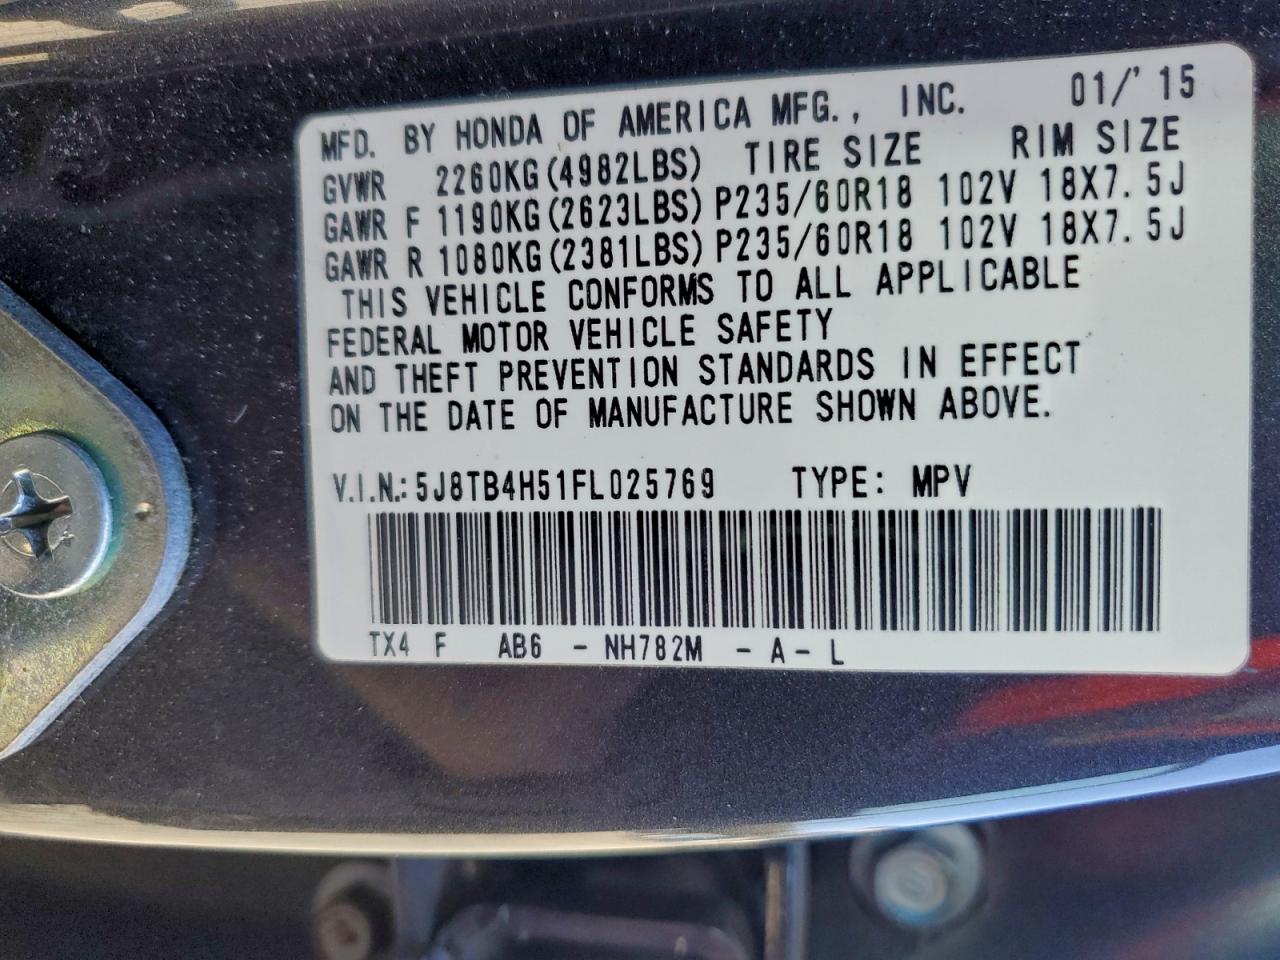 MFD. BY HONDA OF AMERICA MFG., INC. 01/'15
GVWR 2260KG(4982LBS) TIRE SIZE RIM SIZE
GAWR F 1190KG(2623LBS) P235/60R18 102V 18X7.5J
GAWR R 1080KG(2381LBS) P235/60R18 102V 18X7.5J
THIS VEHICLE CONFORMS TO ALL APPLICABLE
FEDERAL MOTOR VEHICLE SAFETY
AND THEFT PREVENTION STANDARDS IN EFFECT
ON THE DATE OF MANUFACTURE SHOWN ABOVE.
V.I.N.: 5J8TB4H51FL025769 TYPE: MPV
TX4 F AB6 - NH782M - A - L